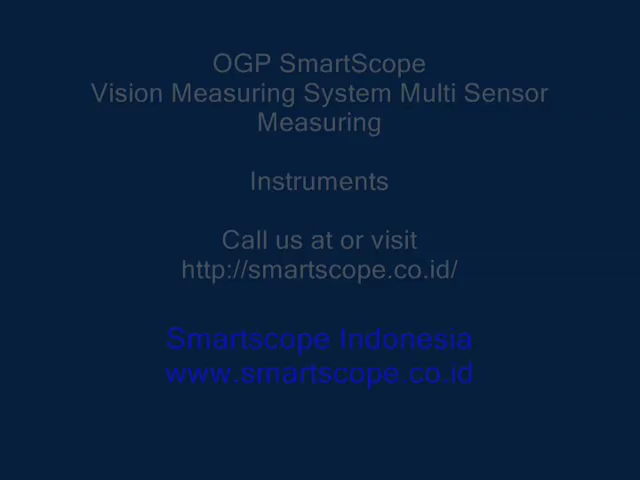 OGP SmartScope
Vision Measuring System Multi Sensor
Measuring
Instruments
Call us at or visit
http://smartscope.co.id/
Smartscope Indonesia
www.smartscope.co.id